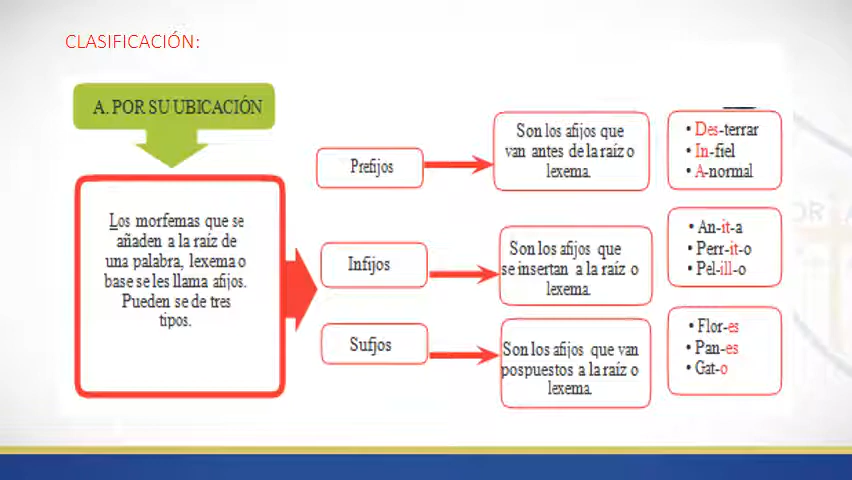 CLASIFICACIÓN:
A. POR SU UBICACIÓN
Los morfemas que se
añaden a la raíz de
una palabra, lexema o
base se les llama afijos.
Pueden se de tres
tipos.
Prefijos
Son los afijos que
van antes de la raíz o
lexema.
• Des-terrar
• In-fiel
• A-normal
Infijos
Son los afijos que
se insertan a la raíz o
lexema.
• An-it-a
• Perr-it-o
• Pel-ill-o
Sufjos
Son los afijos que van
pospuestos a la raíz o
lexema.
• Flor-es
• Pan-es
• Gat-o